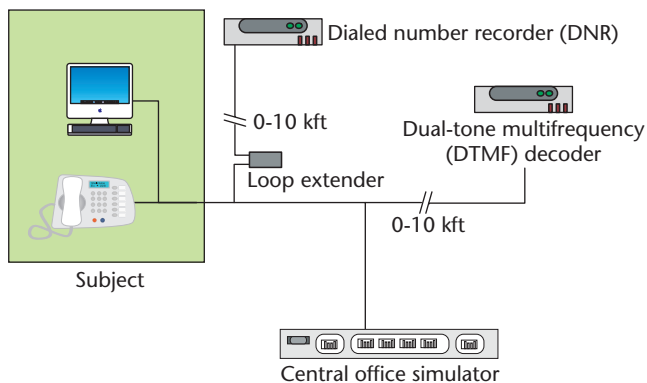 Dialed number recorder (DNR)
0-10 kft
Dual-tone multifrequency
(DTMF) decoder
Loop extender
0-10 kft
Subject
Central office simulator